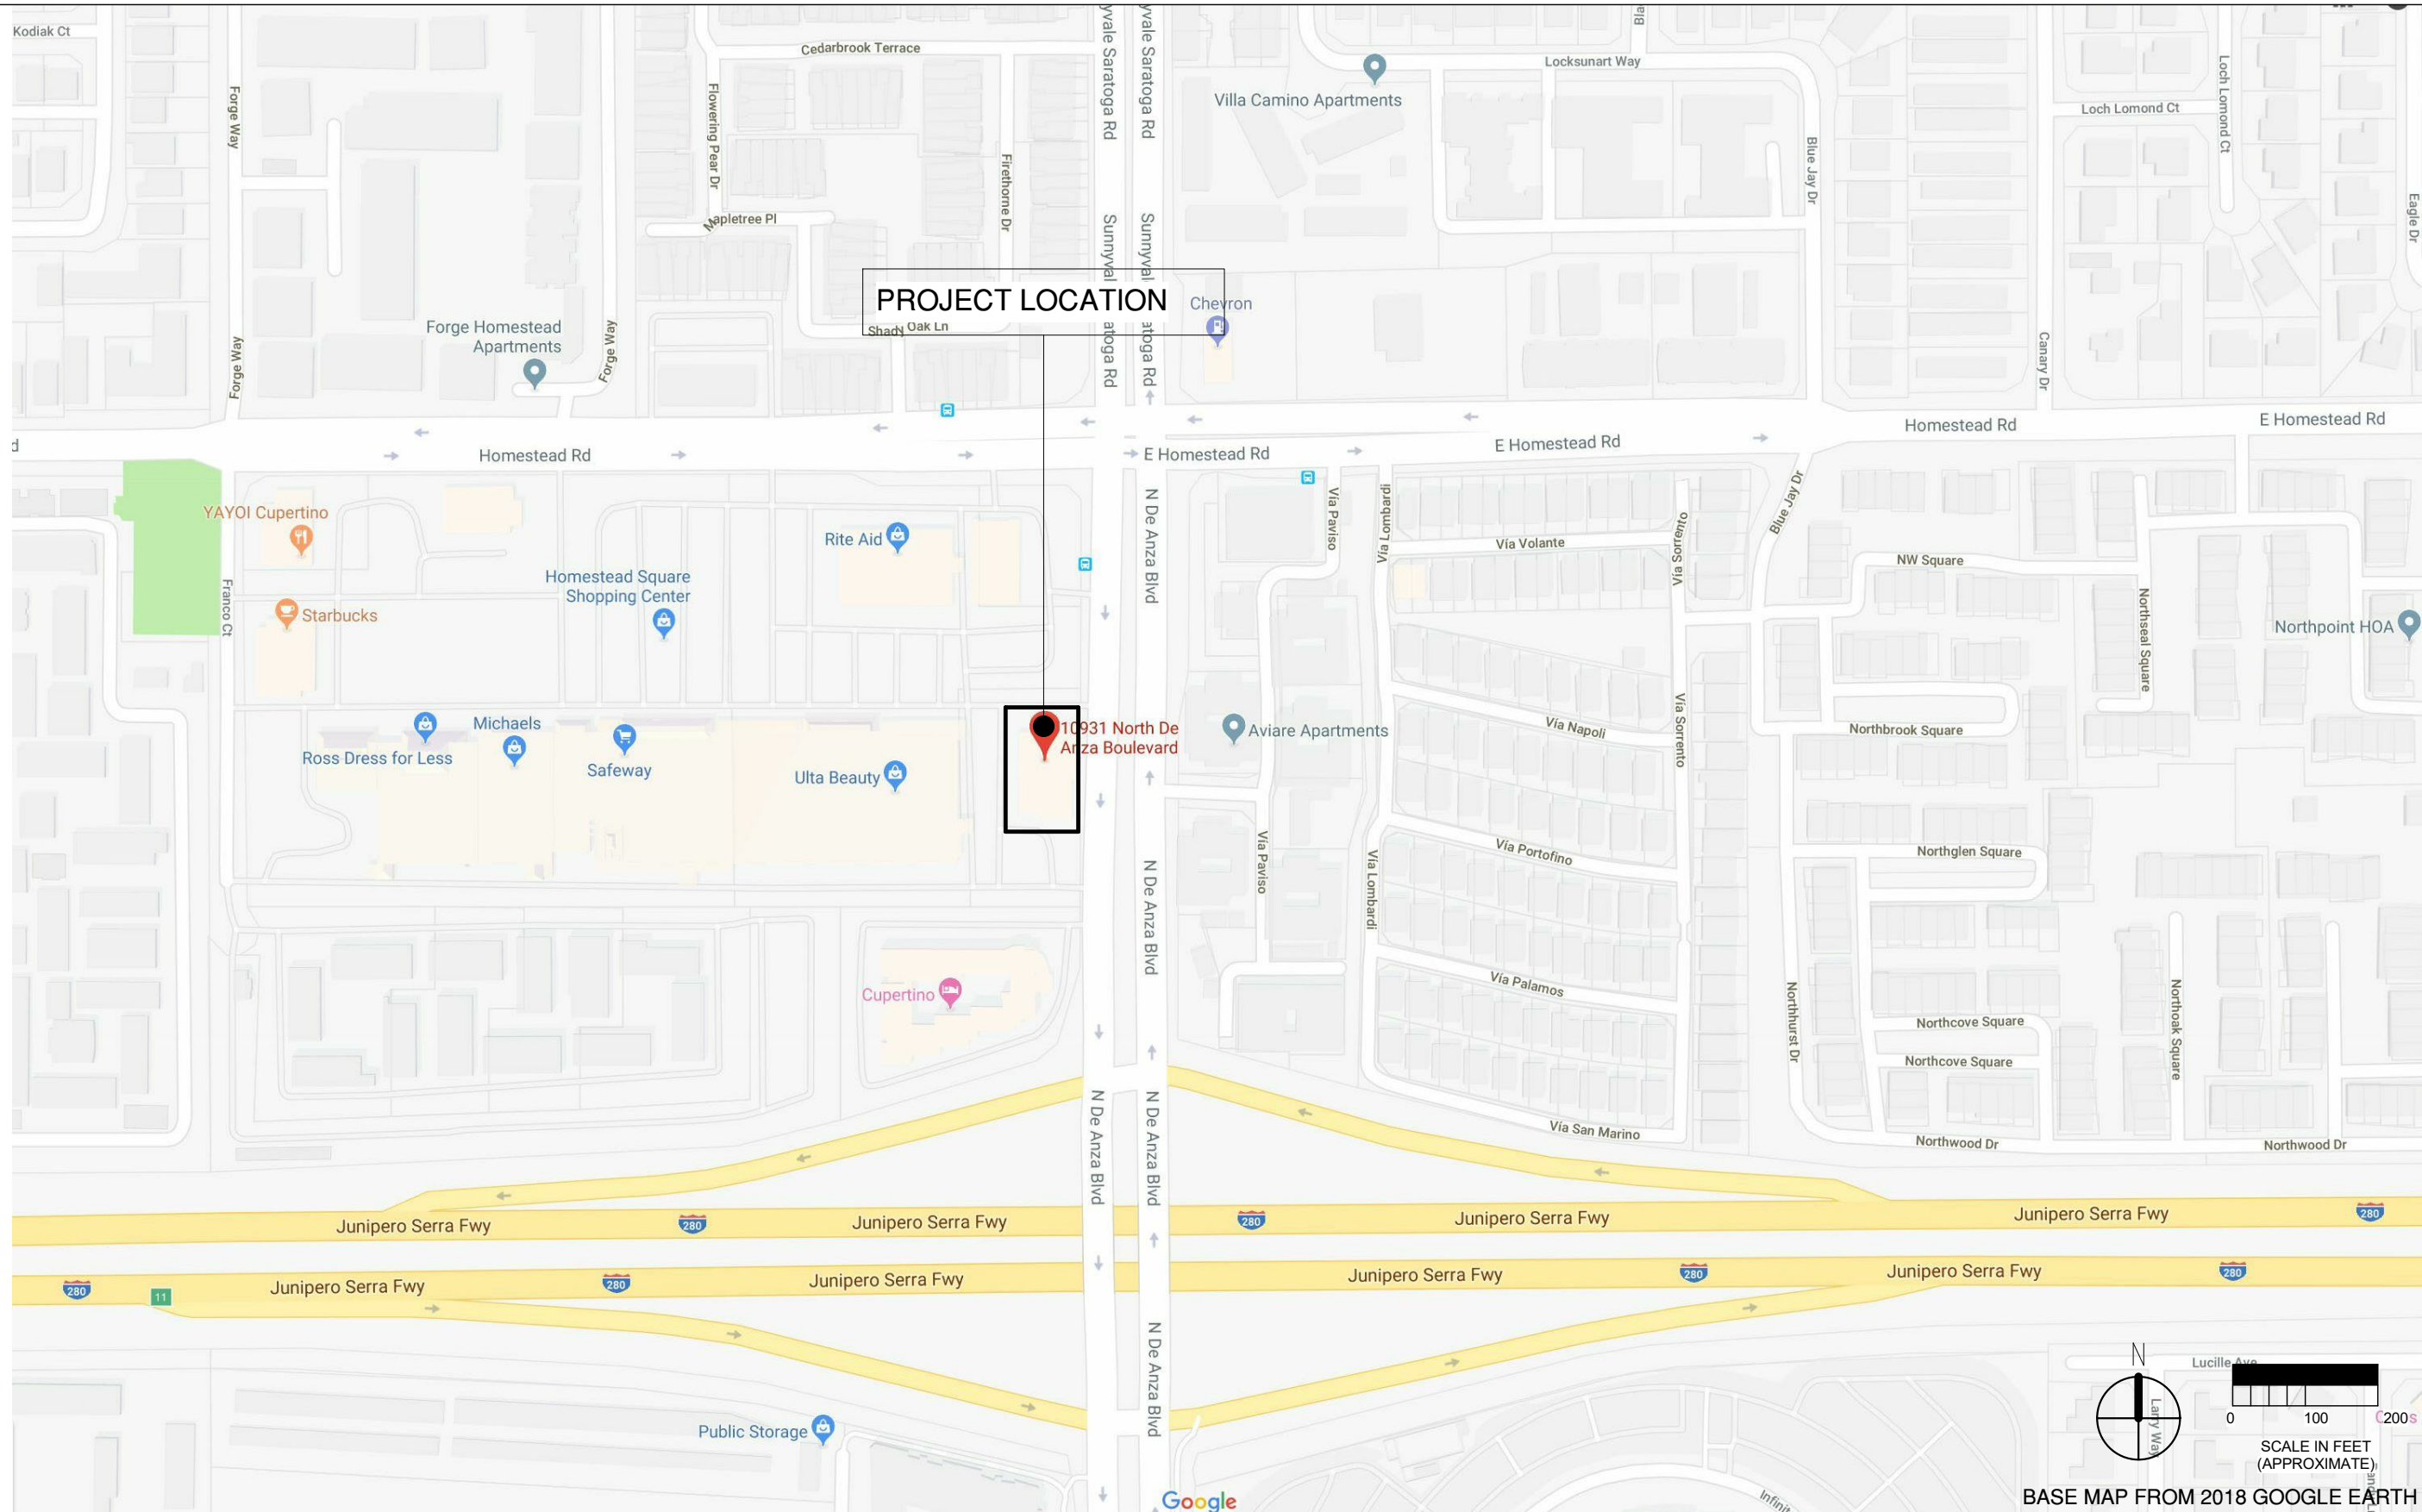 Kodiak Ct
Cedarbrook Terrace
yvale Saratoga Rd
yvale Saratoga Rd
Locksunart Way
Villa Camino Apartments
Loch Lomond Ct
Loch Lomond Ct
Forge Way
Flowering Pear Dr
Firethorne Dr
Blue Jay Dr
Eagle Dr
Mapletree Pl
Sunnyval
atoga Rd
Sunnyval
atoga Rd
PROJECT LOCATION
Chevron
Shady Oak Ln
Forge Homestead
Apartments
Forge Way
Forge Way
Canary Dr
Homestead Rd
E Homestead Rd
E Homestead Rd
E Homestead Rd
Homestead Rd
d
YAYOI Cupertino
Rite Aid
Homestead Square
Shopping Center
Starbucks
Franco Ct
N De Anza Blvd
Via Paviso
Via Lombardi
Via Volante
Via Sorrento
Blue Jay Dr
NW Square
Northseal Square
Northpoint HOA
Ross Dress for Less
Michaels
Safeway
Ulta Beauty
10931 North De
Anza Boulevard
Aviare Apartments
Via Napoli
Via Sorrento
Northbrook Square
Via Paviso
Via Lombardi
Via Portofino
Northglen Square
N De Anza Blvd
Cupertino
Via Palamos
Northhurst Dr
Northcove Square
Northcove Square
Northoak Square
Via San Marino
Northwood Dr
Northwood Dr
N De Anza Blvd
N De Anza Blvd
Junipero Serra Fwy
280
Junipero Serra Fwy
280
Junipero Serra Fwy
Junipero Serra Fwy
280
280
11
Junipero Serra Fwy
280
Junipero Serra Fwy
Junipero Serra Fwy
280
Junipero Serra Fwy
280
N De Anza Blvd
Public Storage
Google
N
Lucille Ave
Larry Way
0 100 200
SCALE IN FEET
(APPROXIMATE)
BASE MAP FROM 2018 GOOGLE EARTH